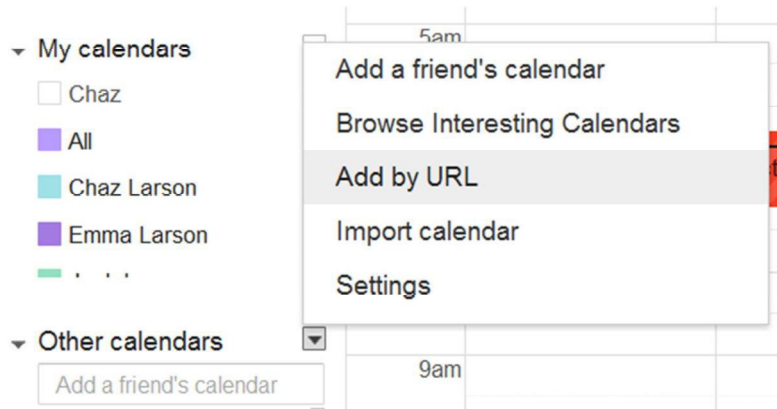 My calendars
Chaz
All
Chaz Larson
Emma Larson
Other calendars
Add a friend's calendar
5am
Add a friend's calendar
Browse Interesting Calendars
Add by URL
Import calendar
Settings
9am